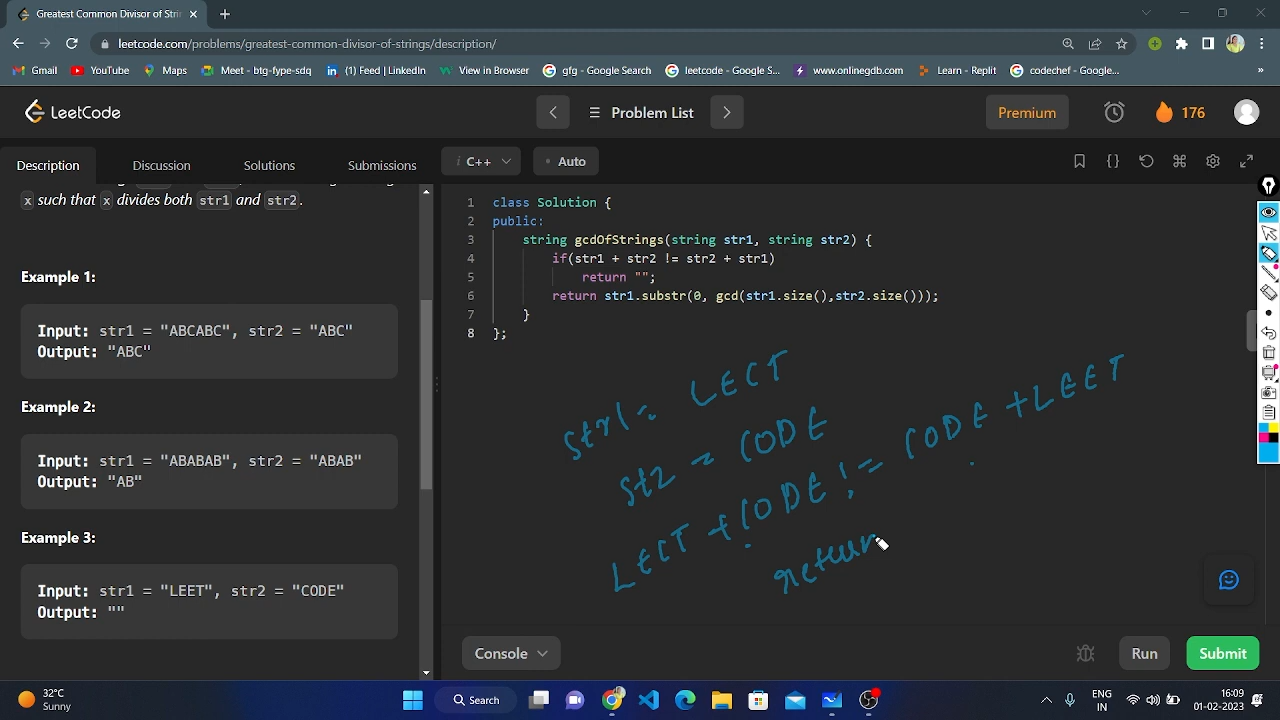 Greatest Common Divisor of Stri
leetcode.com/problems/greatest-common-divisor-of-strings/description/
Gmail YouTube Maps Meet - btg-fype-sdq (1) Feed | LinkedIn View in Browser gfg - Google Search leetcode - Google S... www.onlinegdb.com Learn - Replit codechef - Google... »
LeetCode Problem List Premium 176
Description Discussion Solutions Submissions i C++ Auto
x such that x divides both str1 and str2.
Example 1:
Input: str1 = "ABCABC", str2 = "ABC"
Output: "ABC"
Example 2:
Input: str1 = "ABABAB", str2 = "ABAB"
Output: "AB"
Example 3:
Input: str1 = "LEET", str2 = "CODE"
Output: ""
1 class Solution {
2 public:
3 string gcdOfStrings(string str1, string str2) {
4 if(str1 + str2 != str2 + str1)
5 return "";
6 return str1.substr(0, gcd(str1.size(),str2.size()));
7 }
8 };
str1 = LECT
St2 = CODE
LECT + CODE != CODE + LEET
return
Console Run Submit
32°C
Sunny
Search
ENG
IN
16:09
01-02-2023